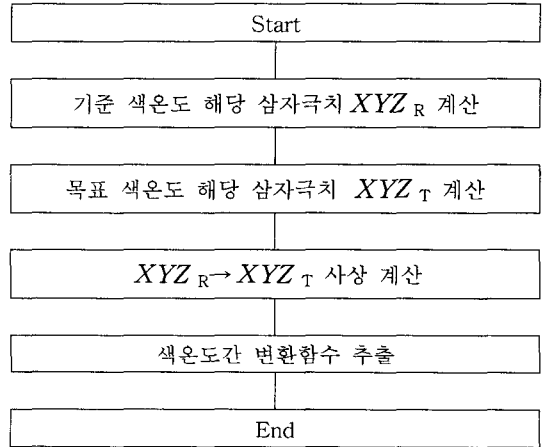 Start
기준 색온도 해당 삼자극치 XYZ R 계산
목표 색온도 해당 삼자극치 XYZ T 계산
XYZ R→ XYZ T 사상 계산
색온도간 변환함수 추출
End